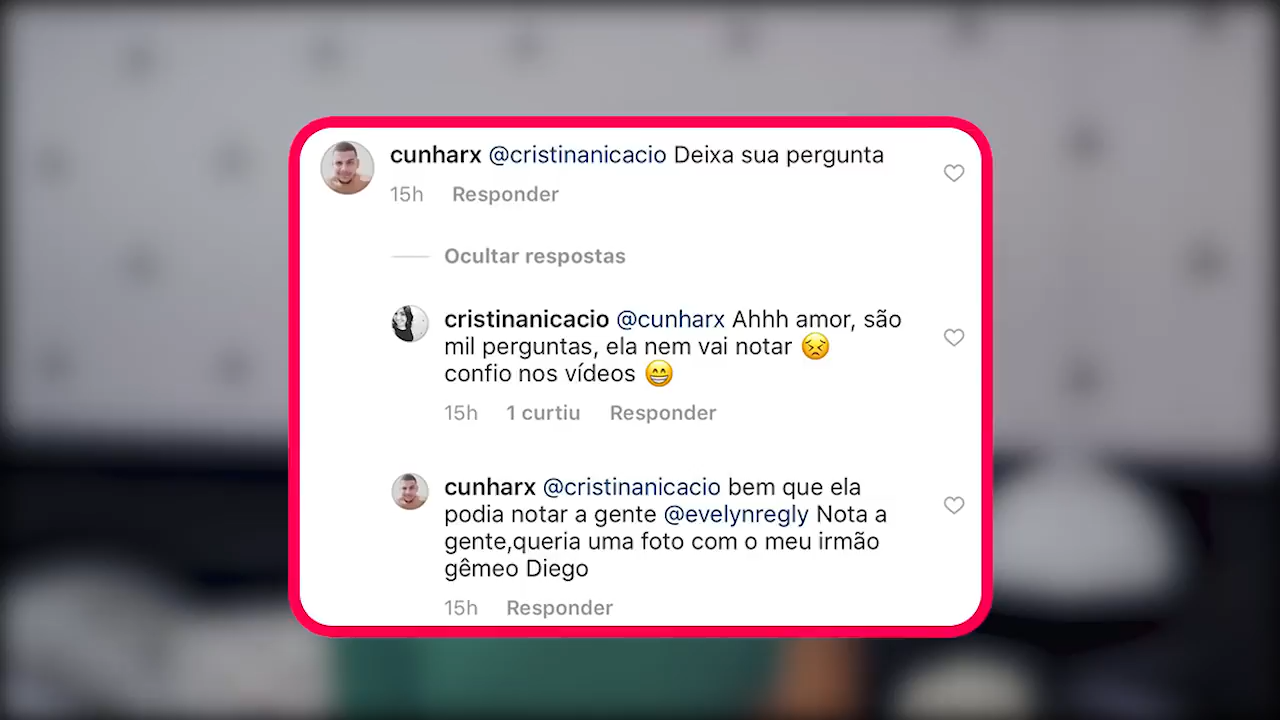 cunharx @cristinanicacio Deixa sua pergunta
15h Responder
Ocultar respostas
cristinanicacio @cunharx Ahhh amor, são
mil perguntas, ela nem vai notar 😣
confio nos vídeos 😁
15h 1 curtiu Responder
cunharx @cristinanicacio bem que ela
podia notar a gente @evelynregly Nota a
gente,queria uma foto com o meu irmão
gêmeo Diego
15h Responder